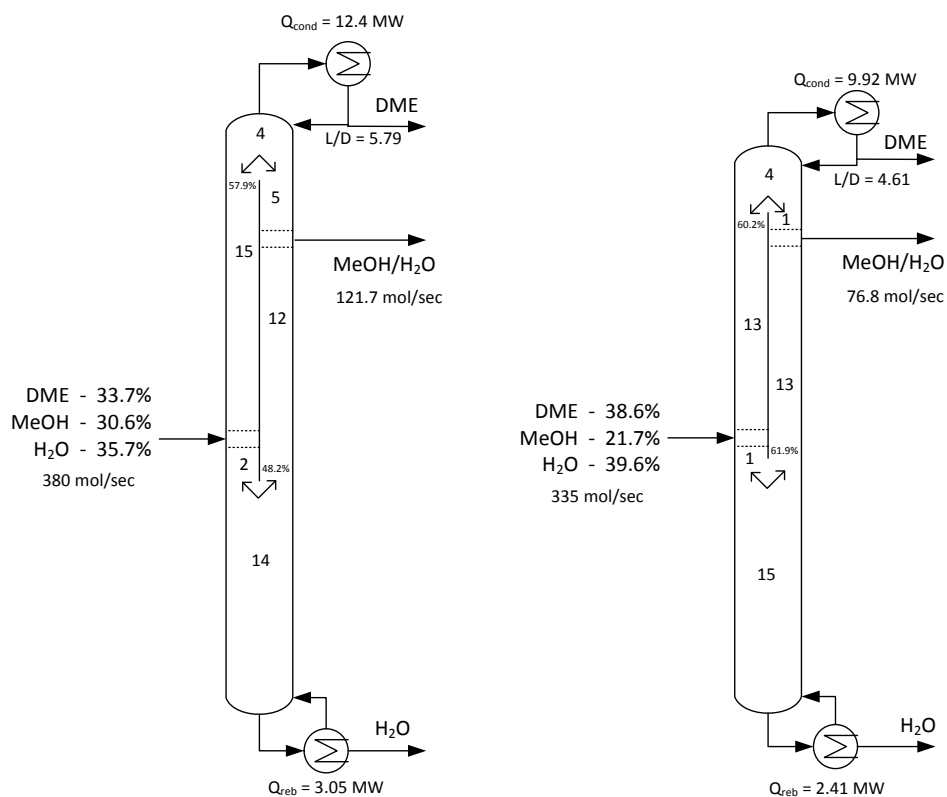 Q_cond = 12.4 MW
DME
L/D = 5.79
4
57.9%
5
15
MeOH/H₂O
121.7 mol/sec
12
DME - 33.7%
MeOH - 30.6%
H₂O - 35.7%
380 mol/sec
2
48.2%
14
H₂O
Q_reb = 3.05 MW
Q_cond = 9.92 MW
DME
L/D = 4.61
4
60.2%
1
MeOH/H₂O
76.8 mol/sec
13
13
DME - 38.6%
MeOH - 21.7%
H₂O - 39.6%
335 mol/sec
1
61.9%
15
H₂O
Q_reb = 2.41 MW